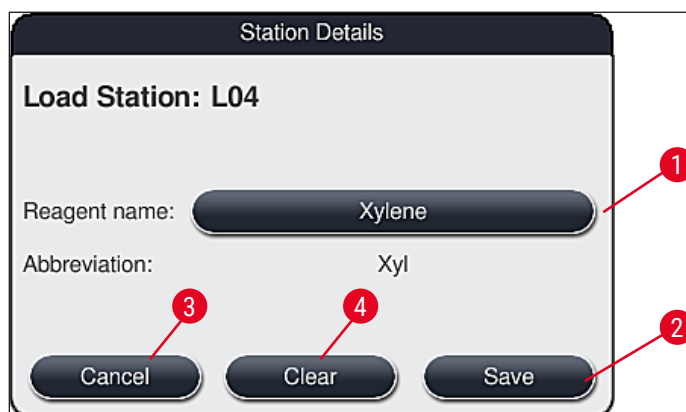 Station Details
Load Station: L04
1
Reagent name: Xylene
Abbreviation: Xyl
3 4
2
Cancel Clear Save